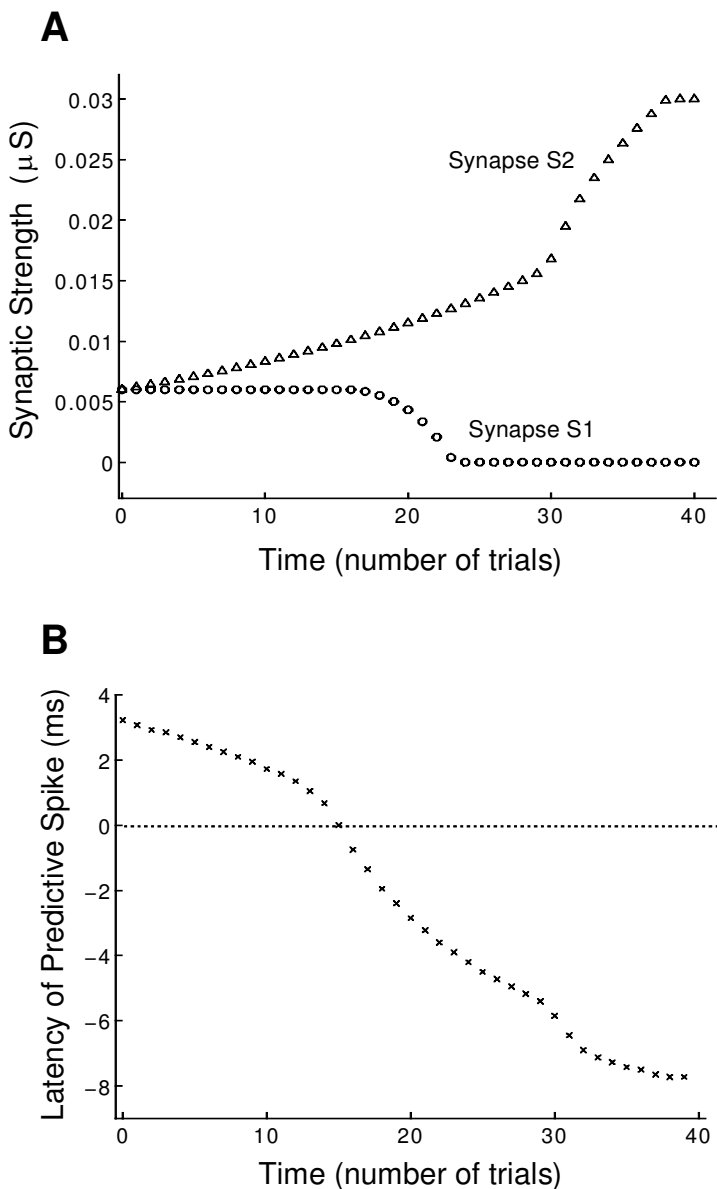 A
Synaptic Strength (μS)
0.03
0.025
0.02
0.015
0.01
0.005
0
Synapse S2
Synapse S1
0 10 20 30 40
Time (number of trials)
B
Latency of Predictive Spike (ms)
4
2
0
−2
−4
−6
−8
0 10 20 30 40
Time (number of trials)